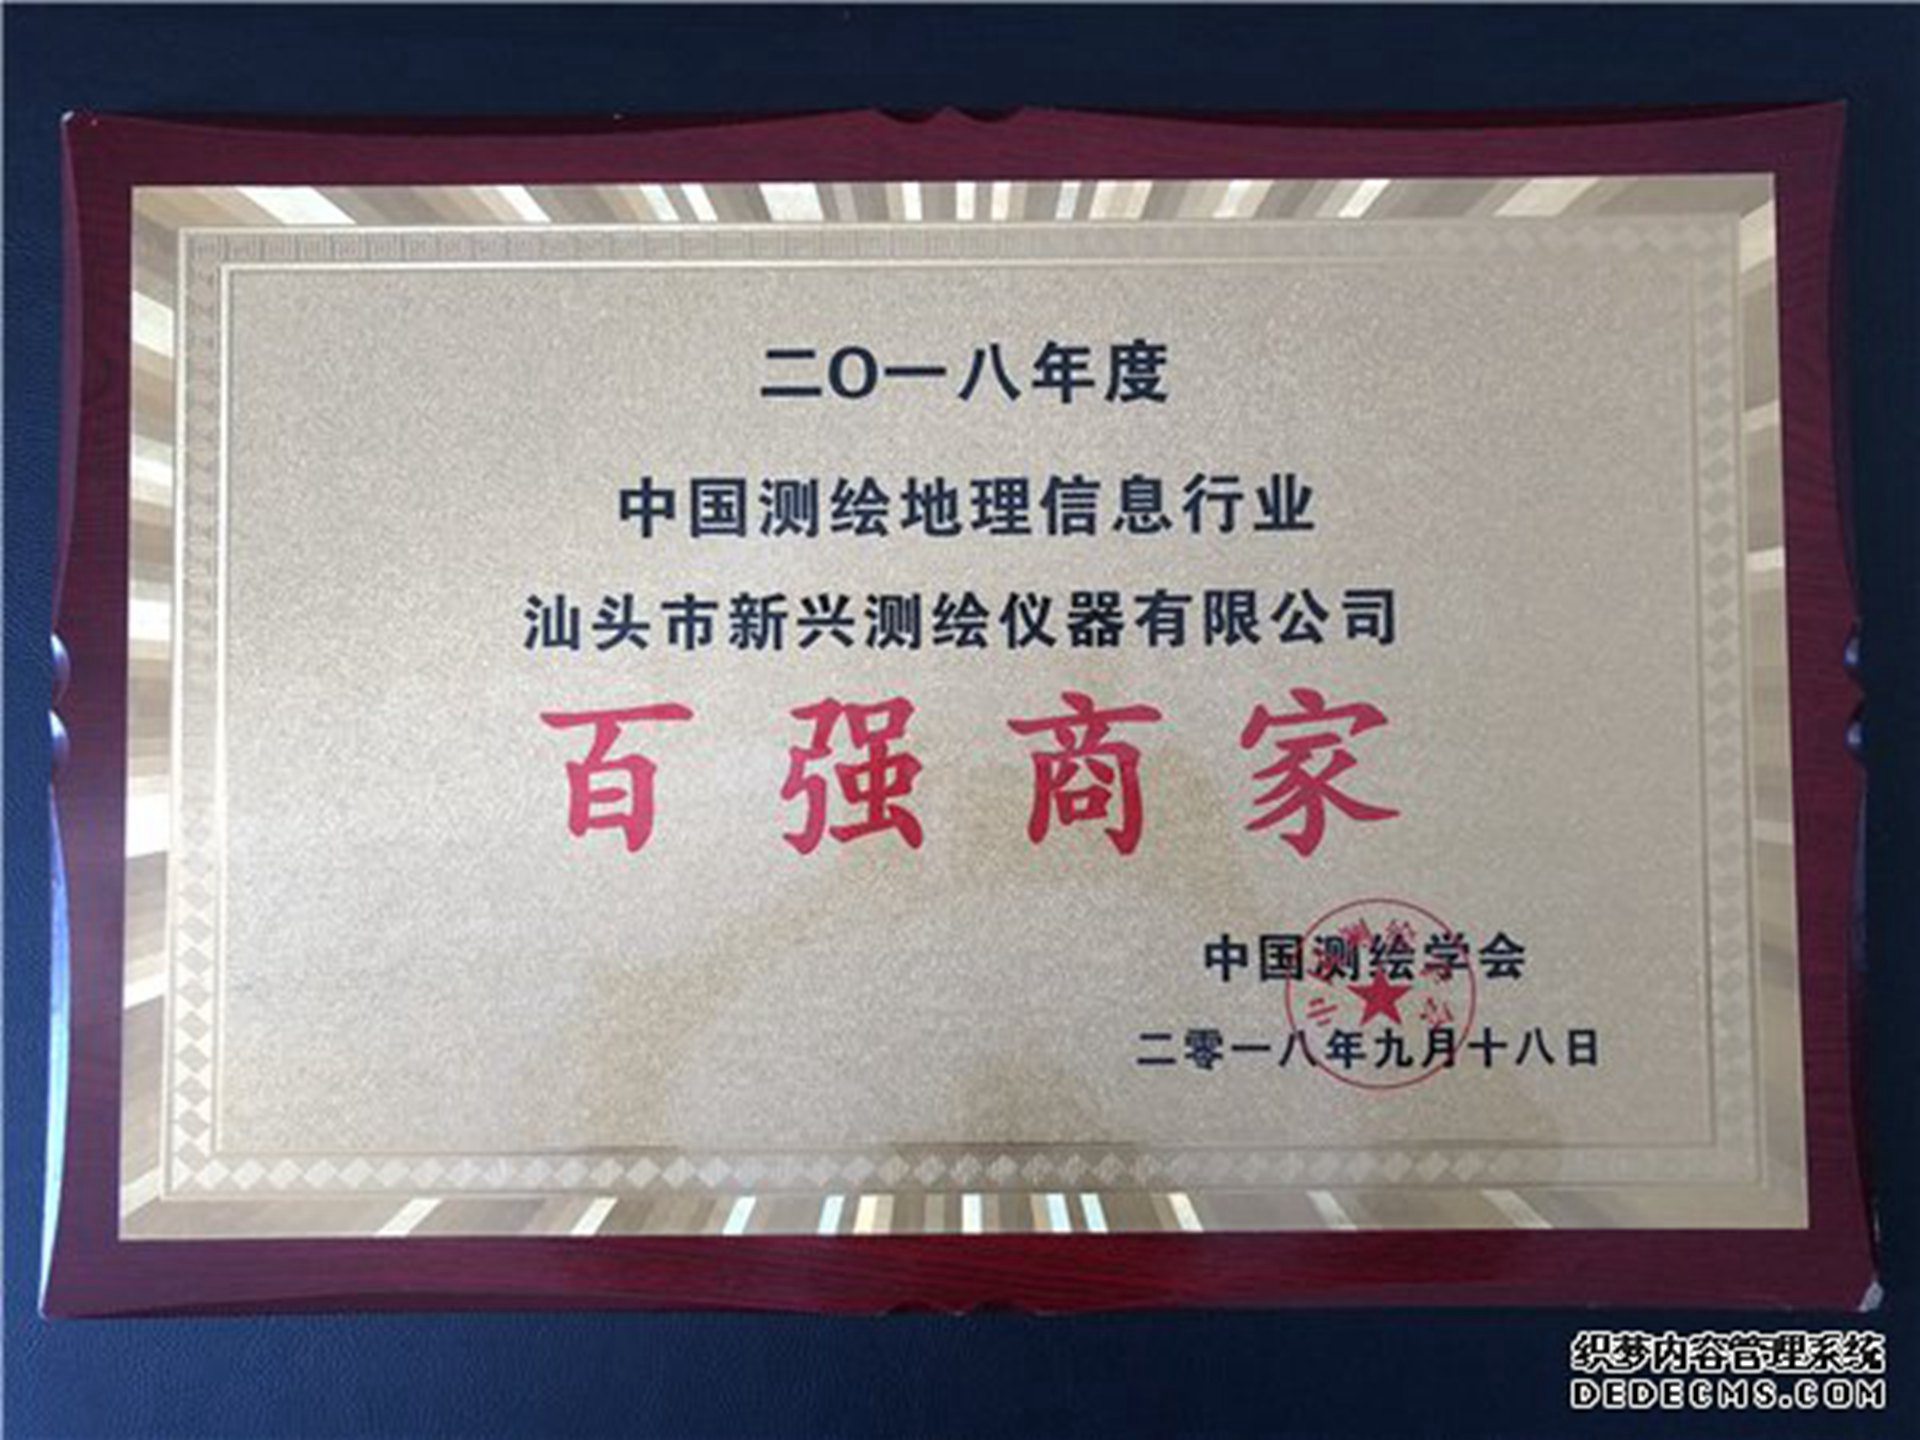 二O一八年度
中国测绘地理信息行业
汕头市新兴测绘仪器有限公司
百强商家
中国测绘学会
二零一八年九月十八日
织梦内容管理系统
DEDECMS.COM